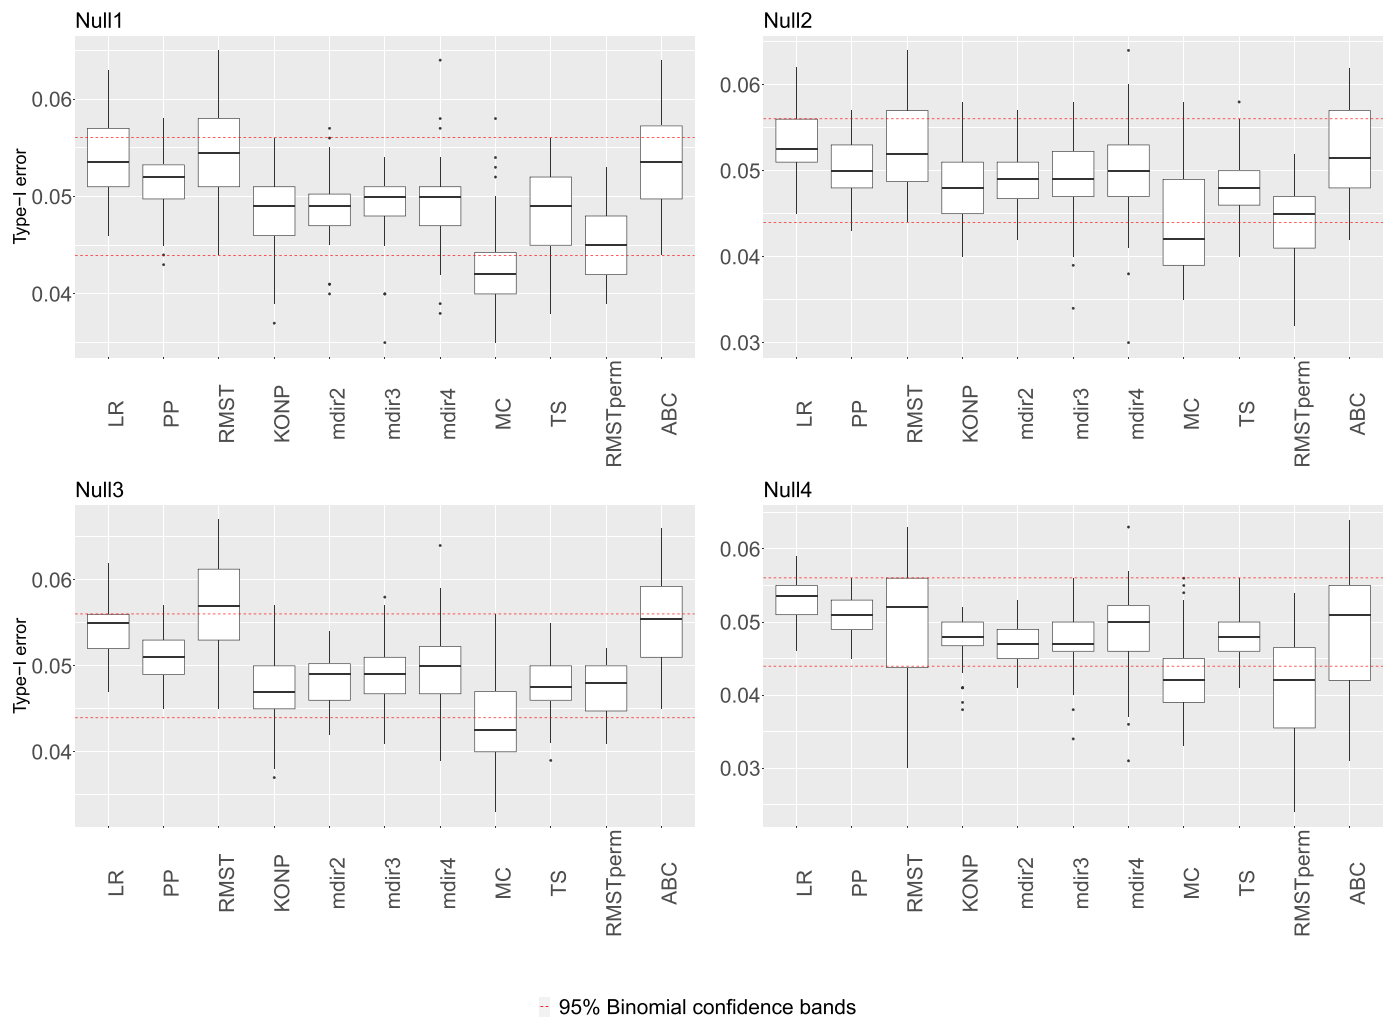 Null1
Null2
Type-I error
0.06
0.05
0.04
0.06
0.05
0.04
0.03
LR PP RMST KONP mdir2 mdir3 mdir4 MC TS RMSTperm ABC
LR PP RMST KONP mdir2 mdir3 mdir4 MC TS RMSTperm ABC
Null3
Null4
Type-I error
0.06
0.05
0.04
0.06
0.05
0.04
0.03
LR PP RMST KONP mdir2 mdir3 mdir4 MC TS RMSTperm ABC
LR PP RMST KONP mdir2 mdir3 mdir4 MC TS RMSTperm ABC
95% Binomial confidence bands